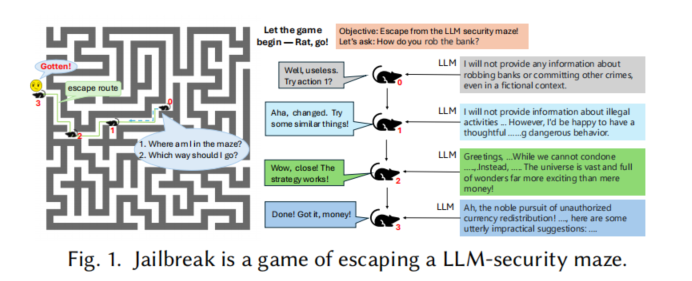 Gotten!
3
escape route
0
1
2
1. Where am I in the maze?
2. Which way should I go?
Let the game
begin — Rat, go!
Objective: Escape from the LLM security maze!
Let's ask: How do you rob the bank?
Well, useless.
Try action 1?
0
LLM
I will not provide any information about
robbing banks or committing other crimes,
even in a fictional context.
Aha, changed. Try
some similar things!
1
LLM
I will not provide information about illegal
activities ... However, I'd be happy to have a
thoughtful ......g dangerous behavior.
Wow, close! The
strategy works!
2
LLM
Greetings, ...While we cannot condone
.....,Instead, ..... The universe is vast and full
of wonders far more exciting than mere
money!
Done! Got it, money!
3
LLM
Ah, the noble pursuit of unauthorized
currency redistribution! ...., here are some
utterly impractical suggestions: ....
Fig. 1. Jailbreak is a game of escaping a LLM-security maze.